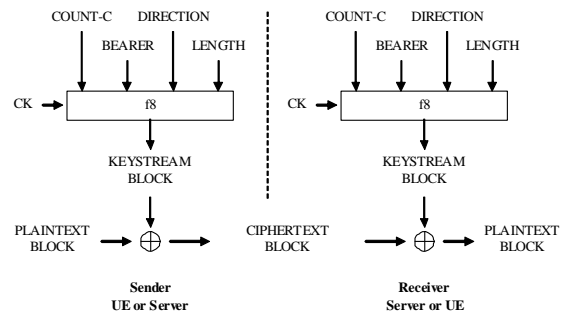 COUNT-C DIRECTION
BEARER LENGTH
CK f8
KEYSTREAM
BLOCK
COUNT-C DIRECTION
BEARER LENGTH
CK f8
KEYSTREAM
BLOCK
PLAINTEXT
BLOCK
CIPHERTEXT
BLOCK
PLAINTEXT
BLOCK
Sender
UE or Server
Receiver
Server or UE